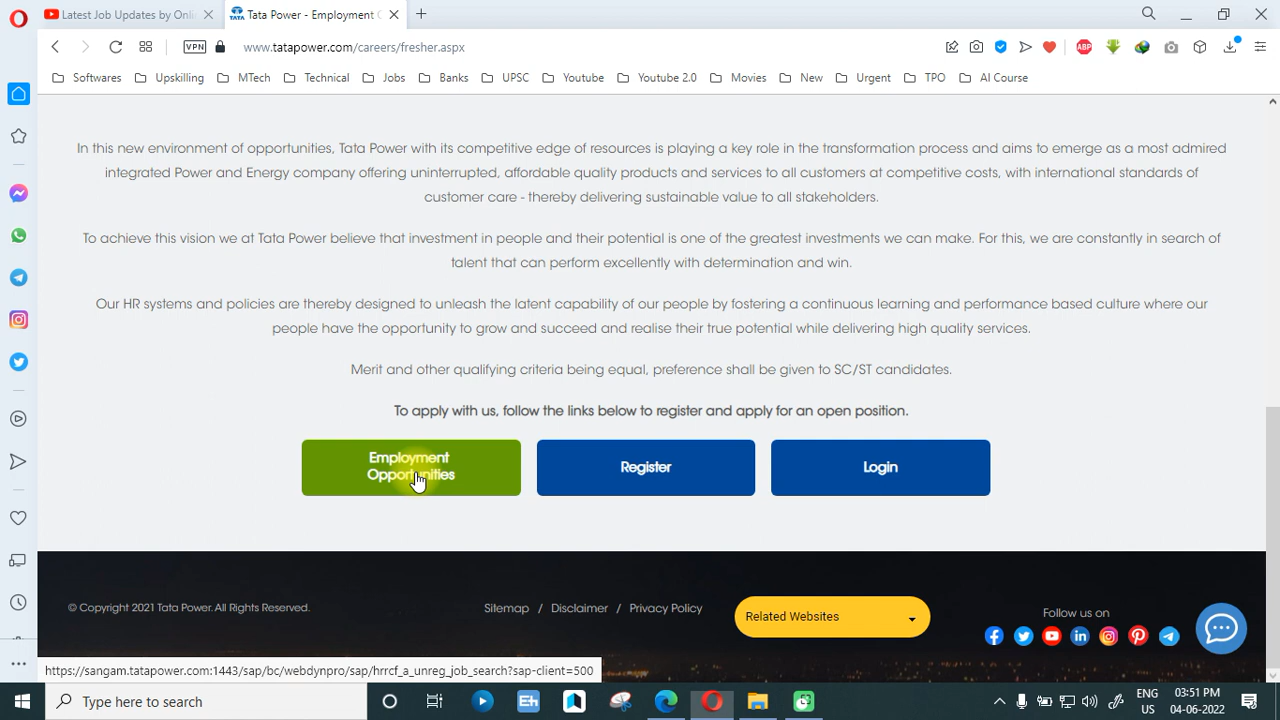 Latest Job Updates by Onli
Tata Power - Employment O
VPN
www.tatapower.com/careers/fresher.aspx
ABP
Softwares
Upskilling
MTech
Technical
Jobs
Banks
UPSC
Youtube
Youtube 2.0
Movies
New
Urgent
TPO
AI Course
In this new environment of opportunities, Tata Power with its competitive edge of resources is playing a key role in the transformation process and aims to emerge as a most admired
integrated Power and Energy company offering uninterrupted, affordable quality products and services to all customers at competitive costs, with international standards of
customer care - thereby delivering sustainable value to all stakeholders.
To achieve this vision we at Tata Power believe that investment in people and their potential is one of the greatest investments we can make. For this, we are constantly in search of
talent that can perform excellently with determination and win.
Our HR systems and policies are thereby designed to unleash the latent capability of our people by fostering a continuous learning and performance based culture where our
people have the opportunity to grow and succeed and realise their true potential while delivering high quality services.
Merit and other qualifying criteria being equal, preference shall be given to SC/ST candidates.
To apply with us, follow the links below to register and apply for an open position.
Employment
Opportunities
Register
Login
© Copyright 2021 Tata Power. All Rights Reserved.
Sitemap / Disclaimer / Privacy Policy
Related Websites
Follow us on
https://sangam.tatapower.com:1443/sap/bc/webdynpro/sap/hrrcf_a_unreg_job_search?sap-client=500
Type here to search
Eh
ENG
US
03:51 PM
04-06-2022